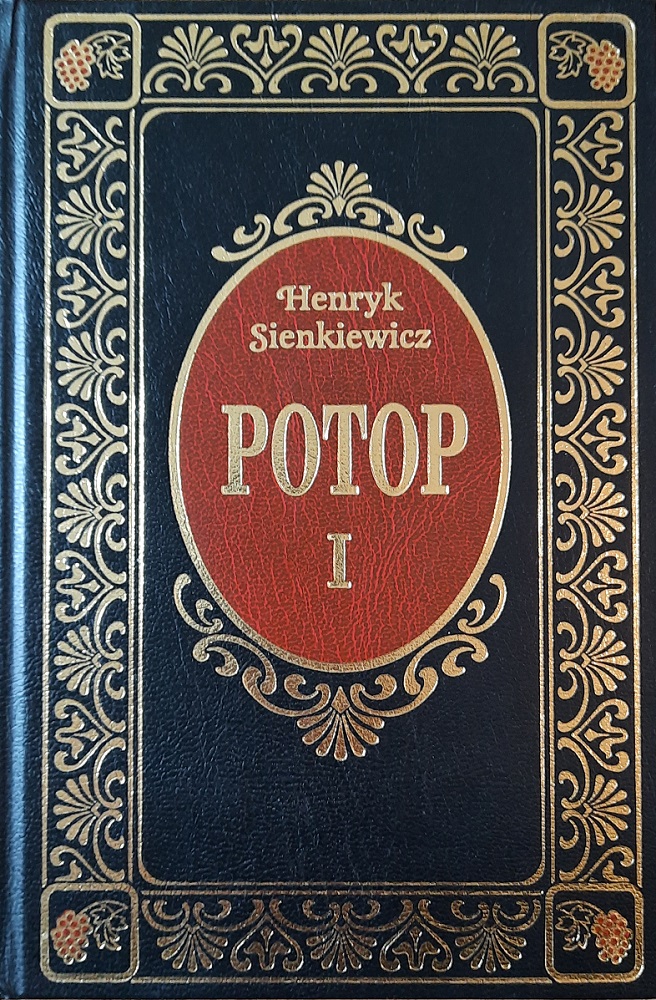 Henryk
Sienkiewicz
POTOP
I